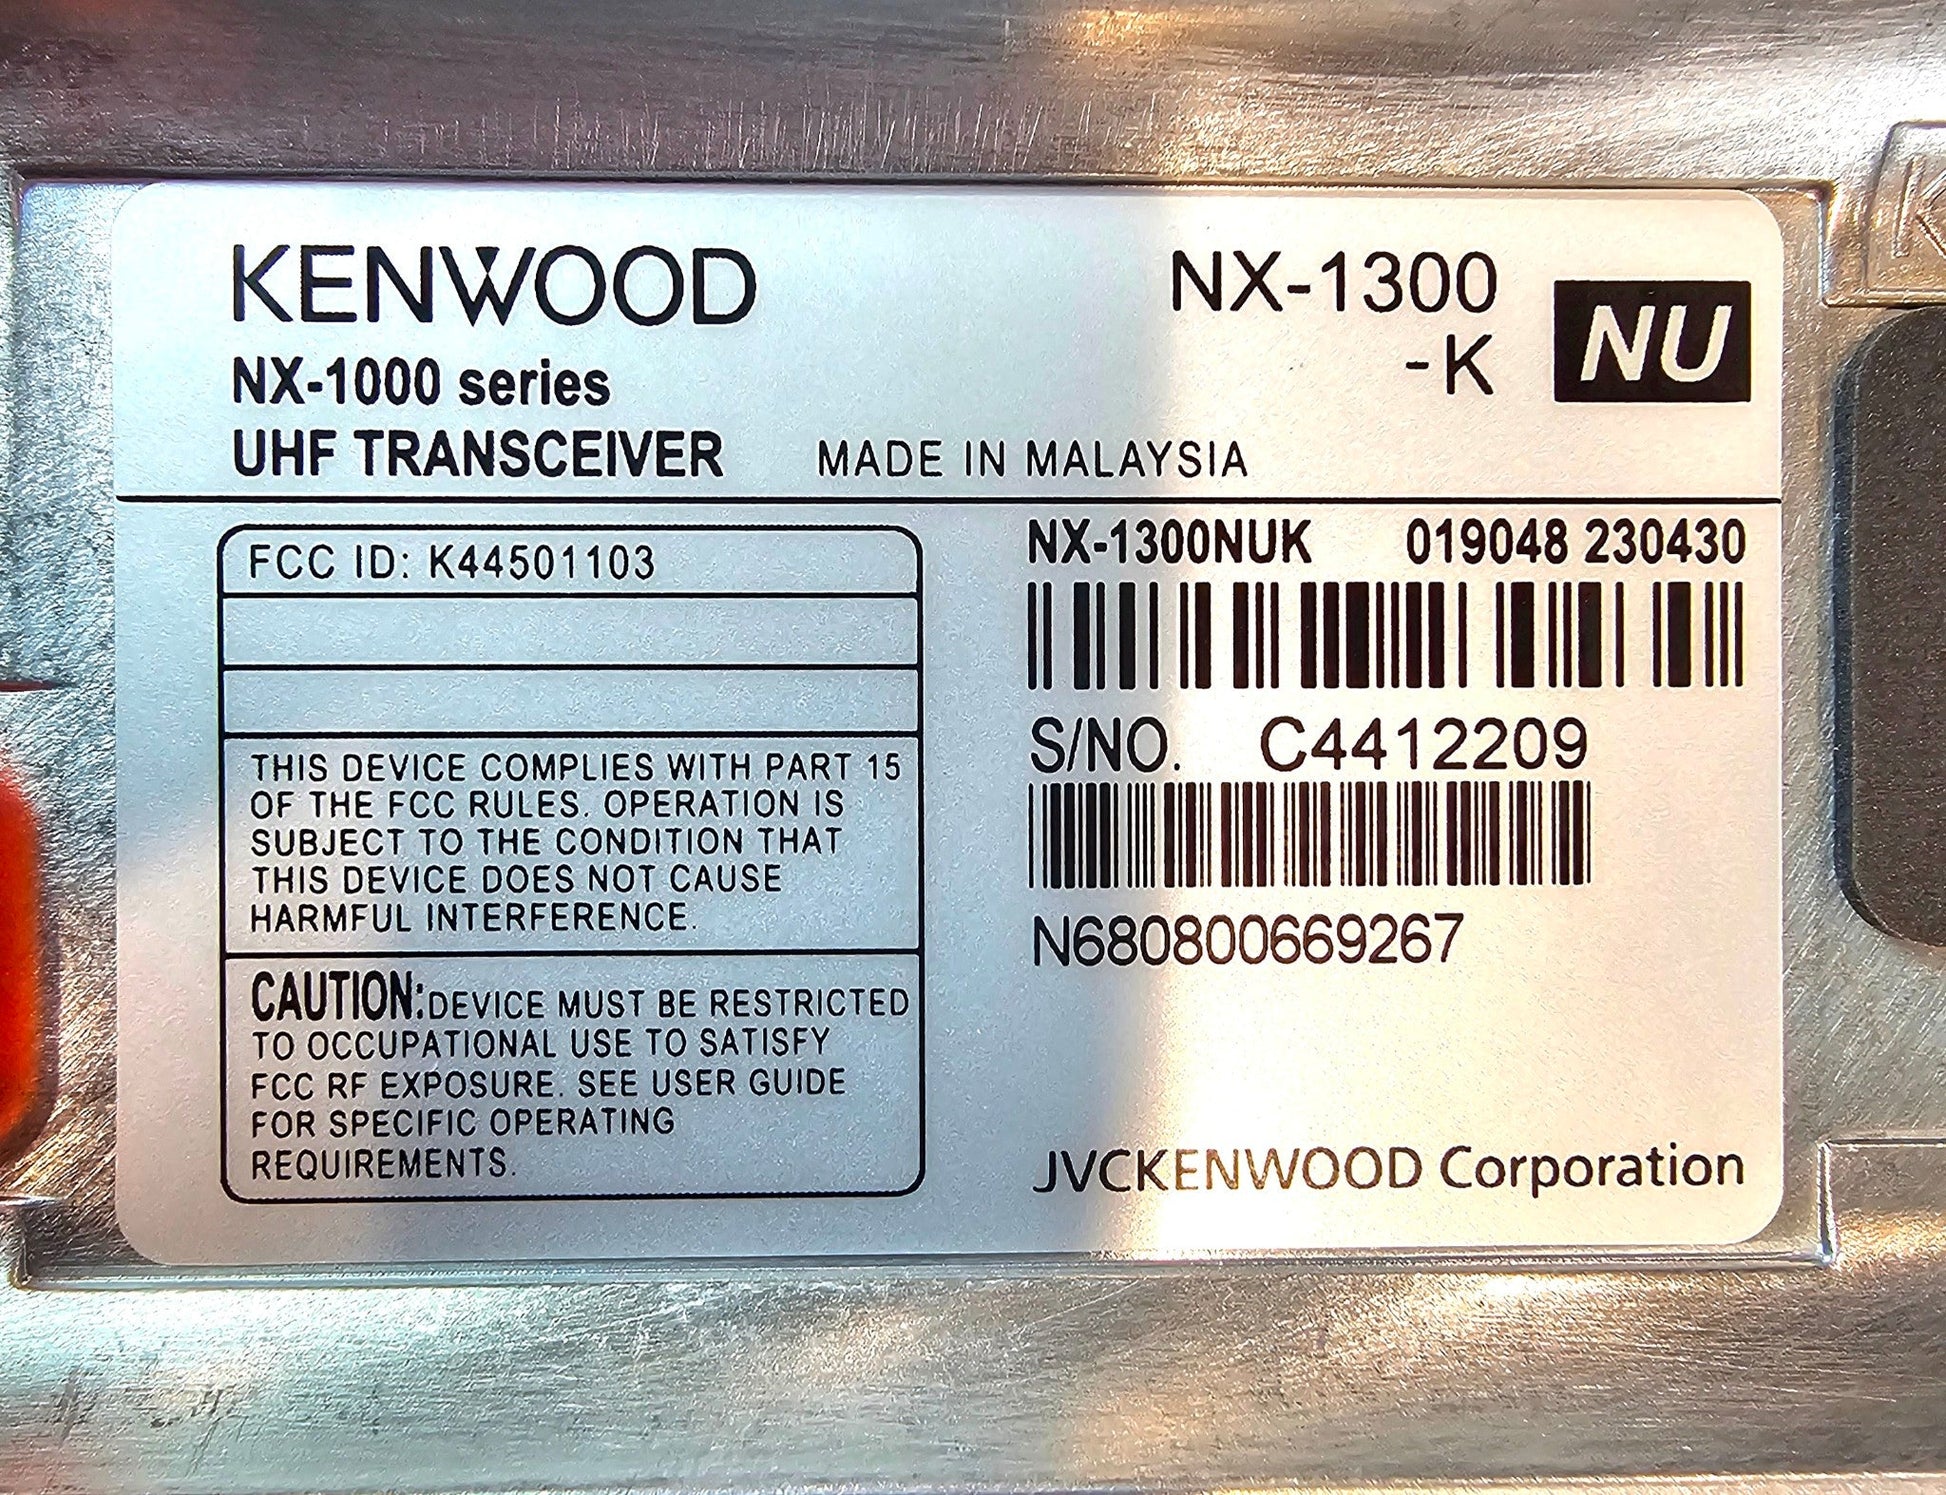 KENWOOD
NX-1000 series
UHF TRANSCEIVER
MADE IN MALAYSIA
NX-1300
-K
NU
FCC ID: K44501103
THIS DEVICE COMPLIES WITH PART 15
OF THE FCC RULES. OPERATION IS
SUBJECT TO THE CONDITION THAT
THIS DEVICE DOES NOT CAUSE
HARMFUL INTERFERENCE.
CAUTION:DEVICE MUST BE RESTRICTED
TO OCCUPATIONAL USE TO SATISFY
FCC RF EXPOSURE. SEE USER GUIDE
FOR SPECIFIC OPERATING
REQUIREMENTS.
NX-1300NUK 019048 230430
S/NO. C4412209
N680800669267
JVCKENWOOD Corporation